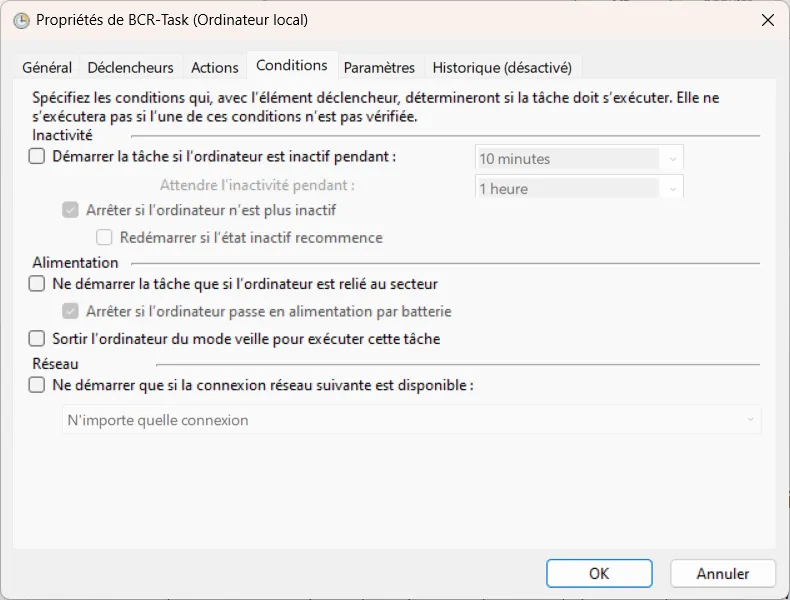 Propriétés de BCR-Task (Ordinateur local)
Général Déclencheurs Actions Conditions Paramètres Historique (désactivé)
Spécifiez les conditions qui, avec l'élément déclencheur, détermineront si la tâche doit s'exécuter. Elle ne
s'exécutera pas si l'une de ces conditions n'est pas vérifiée.
Inactivité
Démarrer la tâche si l'ordinateur est inactif pendant : 10 minutes
Attendre l'inactivité pendant : 1 heure
Arrêter si l'ordinateur n'est plus inactif
Redémarrer si l'état inactif recommence
Alimentation
Ne démarrer la tâche que si l'ordinateur est relié au secteur
Arrêter si l'ordinateur passe en alimentation par batterie
Sortir l'ordinateur du mode veille pour exécuter cette tâche
Réseau
Ne démarrer que si la connexion réseau suivante est disponible :
N'importe quelle connexion
OK Annuler